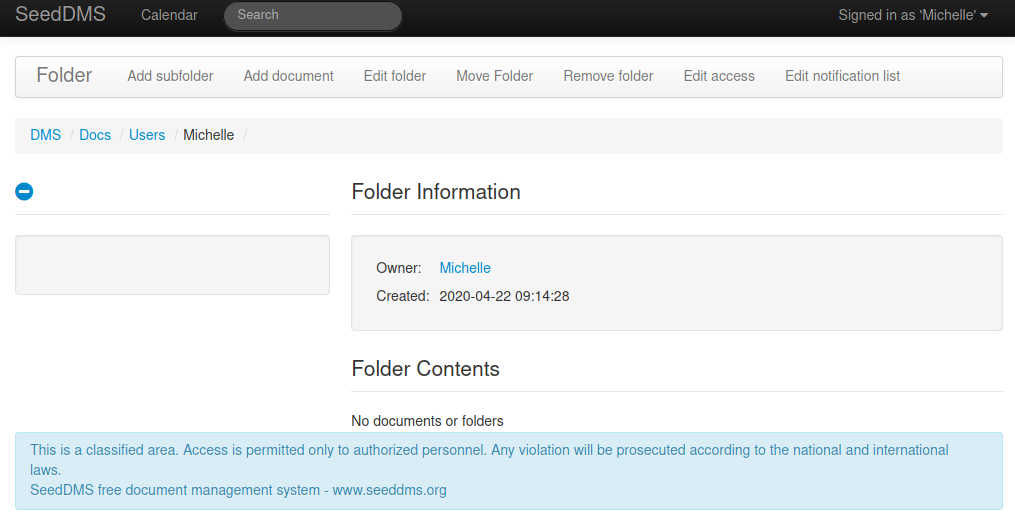 SeedDMS Calendar Search Signed in as 'Michelle'
Folder Add subfolder Add document Edit folder Move Folder Remove folder Edit access Edit notification list
DMS / Docs / Users / Michelle /
Folder Information
Owner: Michelle
Created: 2020-04-22 09:14:28
Folder Contents
No documents or folders
This is a classified area. Access is permitted only to authorized personnel. Any violation will be prosecuted according to the national and international
laws.
SeedDMS free document management system - www.seeddms.org